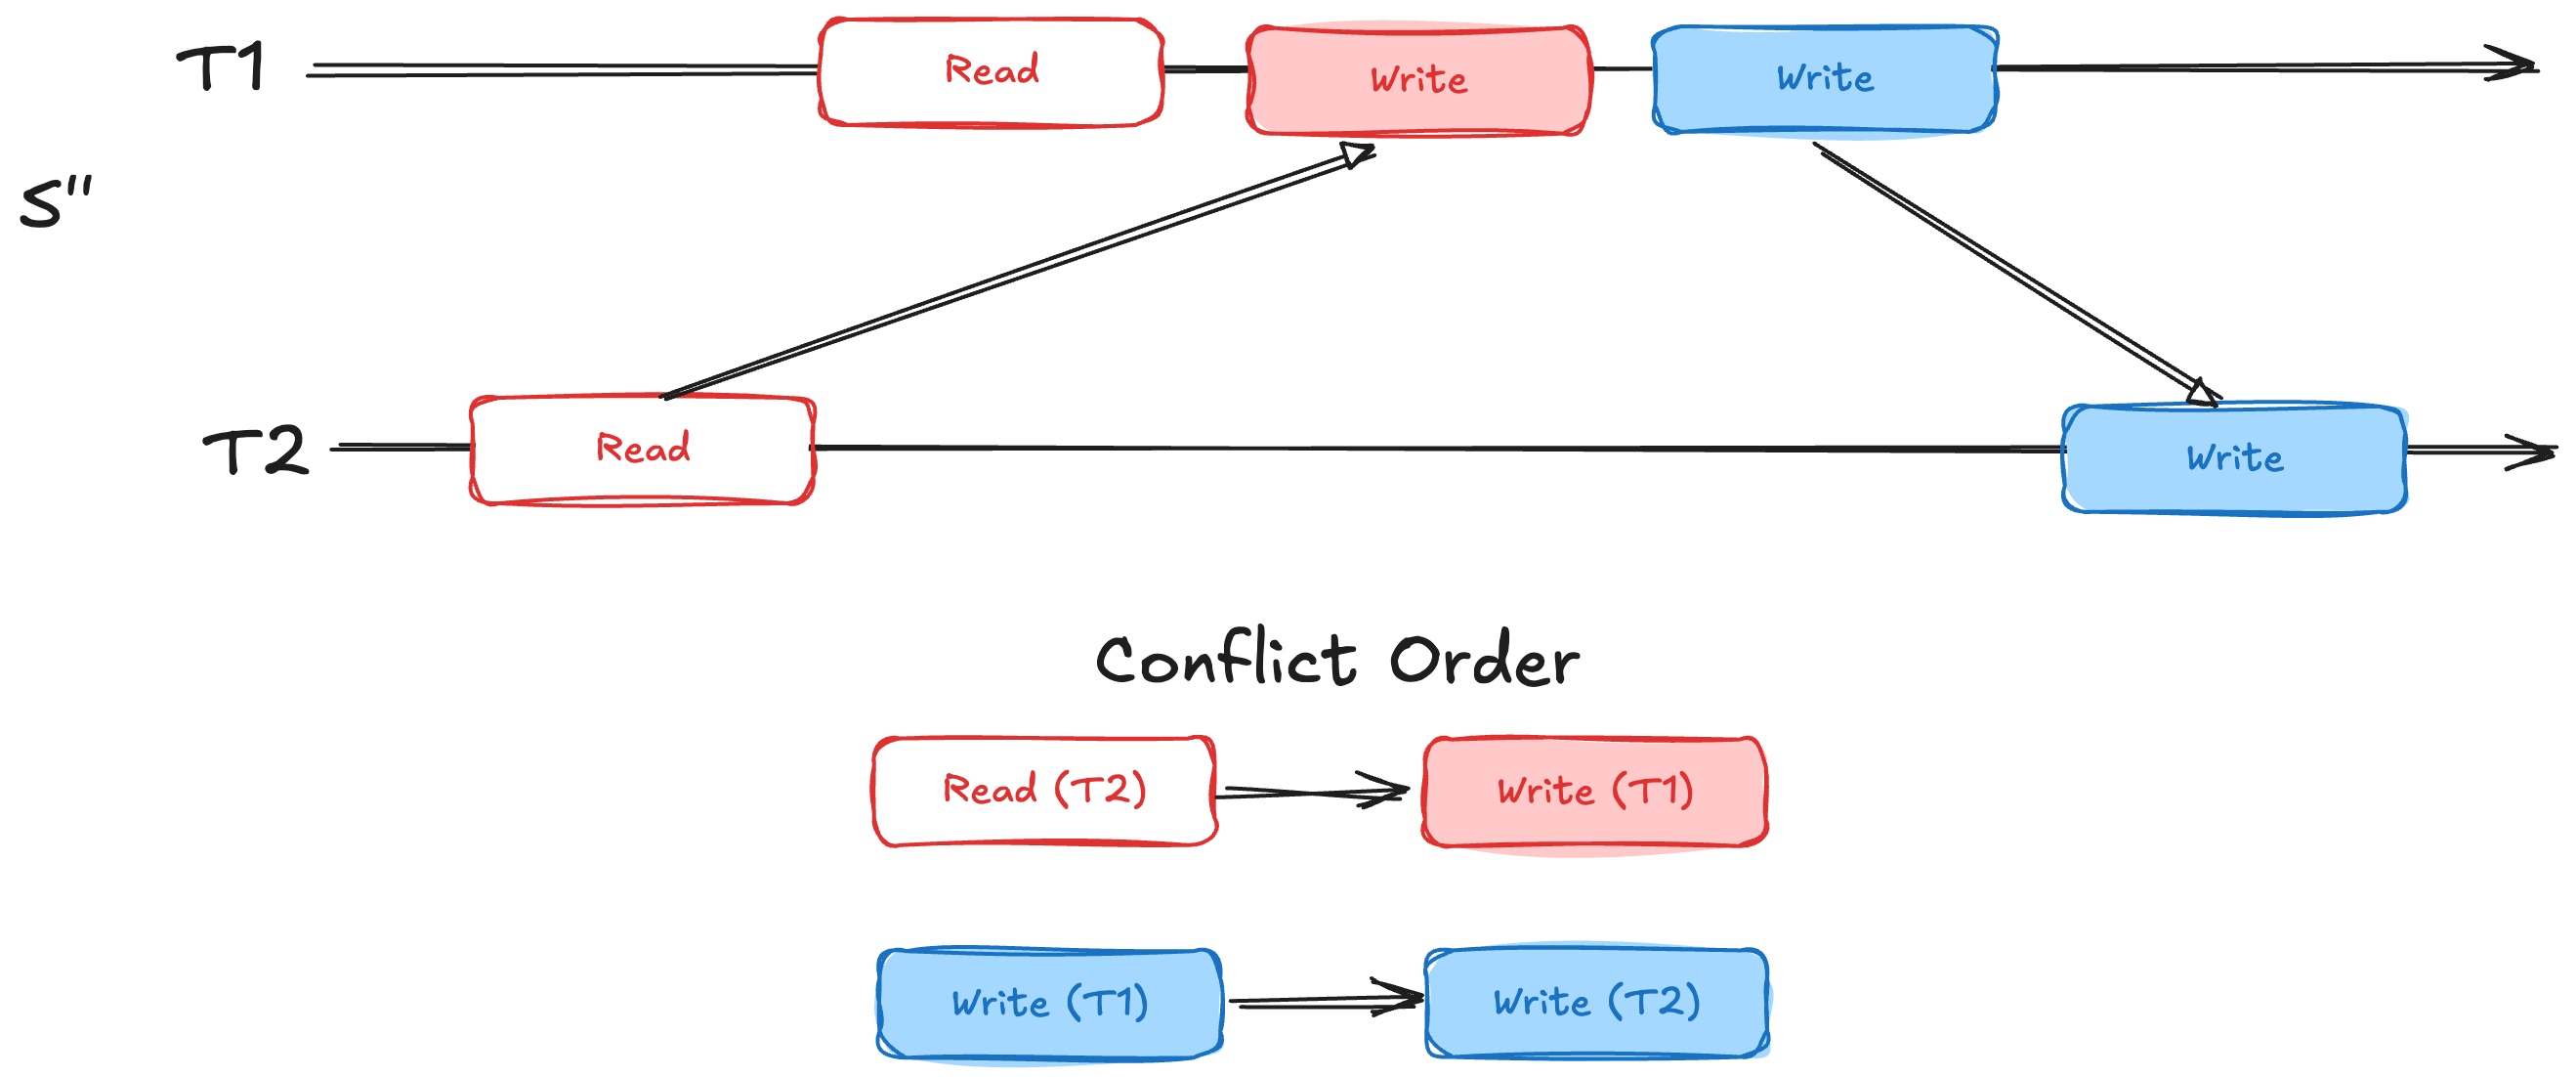 T1
Read
Write
Write
S"
T2
Read
Write
Conflict Order
Read (T2)
Write (T1)
Write (T1)
Write (T2)